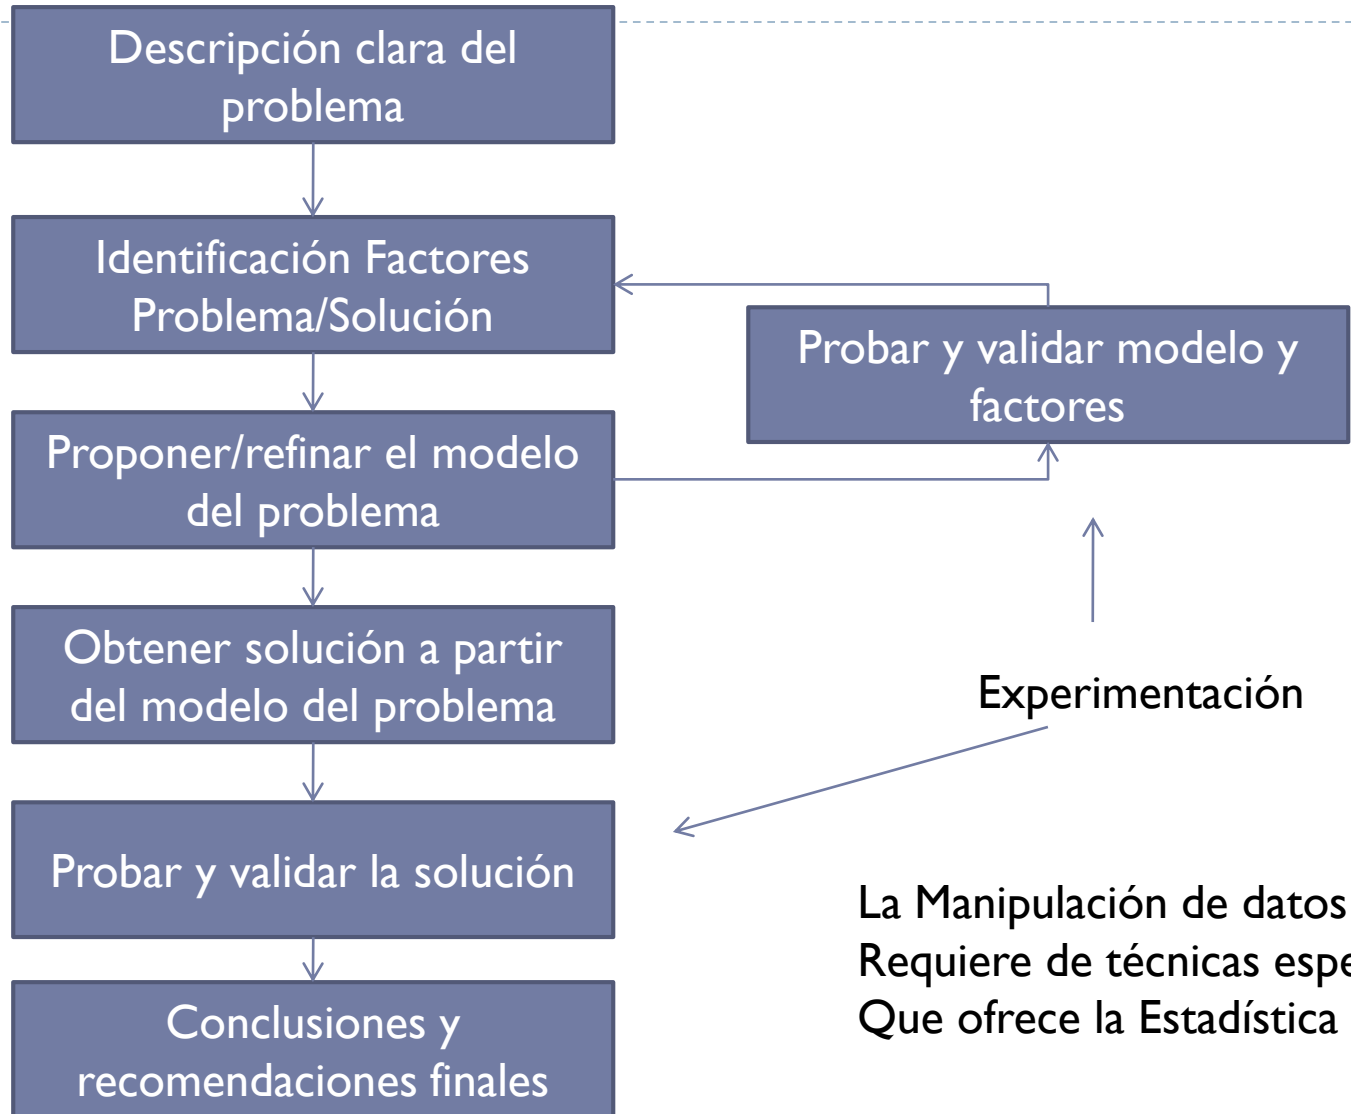 Descripción clara del
problema
Identificación Factores
Problema/Solución
Probar y validar modelo y
factores
Proponer/refinar el modelo
del problema
Obtener solución a partir
del modelo del problema
Experimentación
Probar y validar la solución
La Manipulación de datos
Requiere de técnicas
Que ofrece la Estadística
Conclusiones y
recomendaciones finales